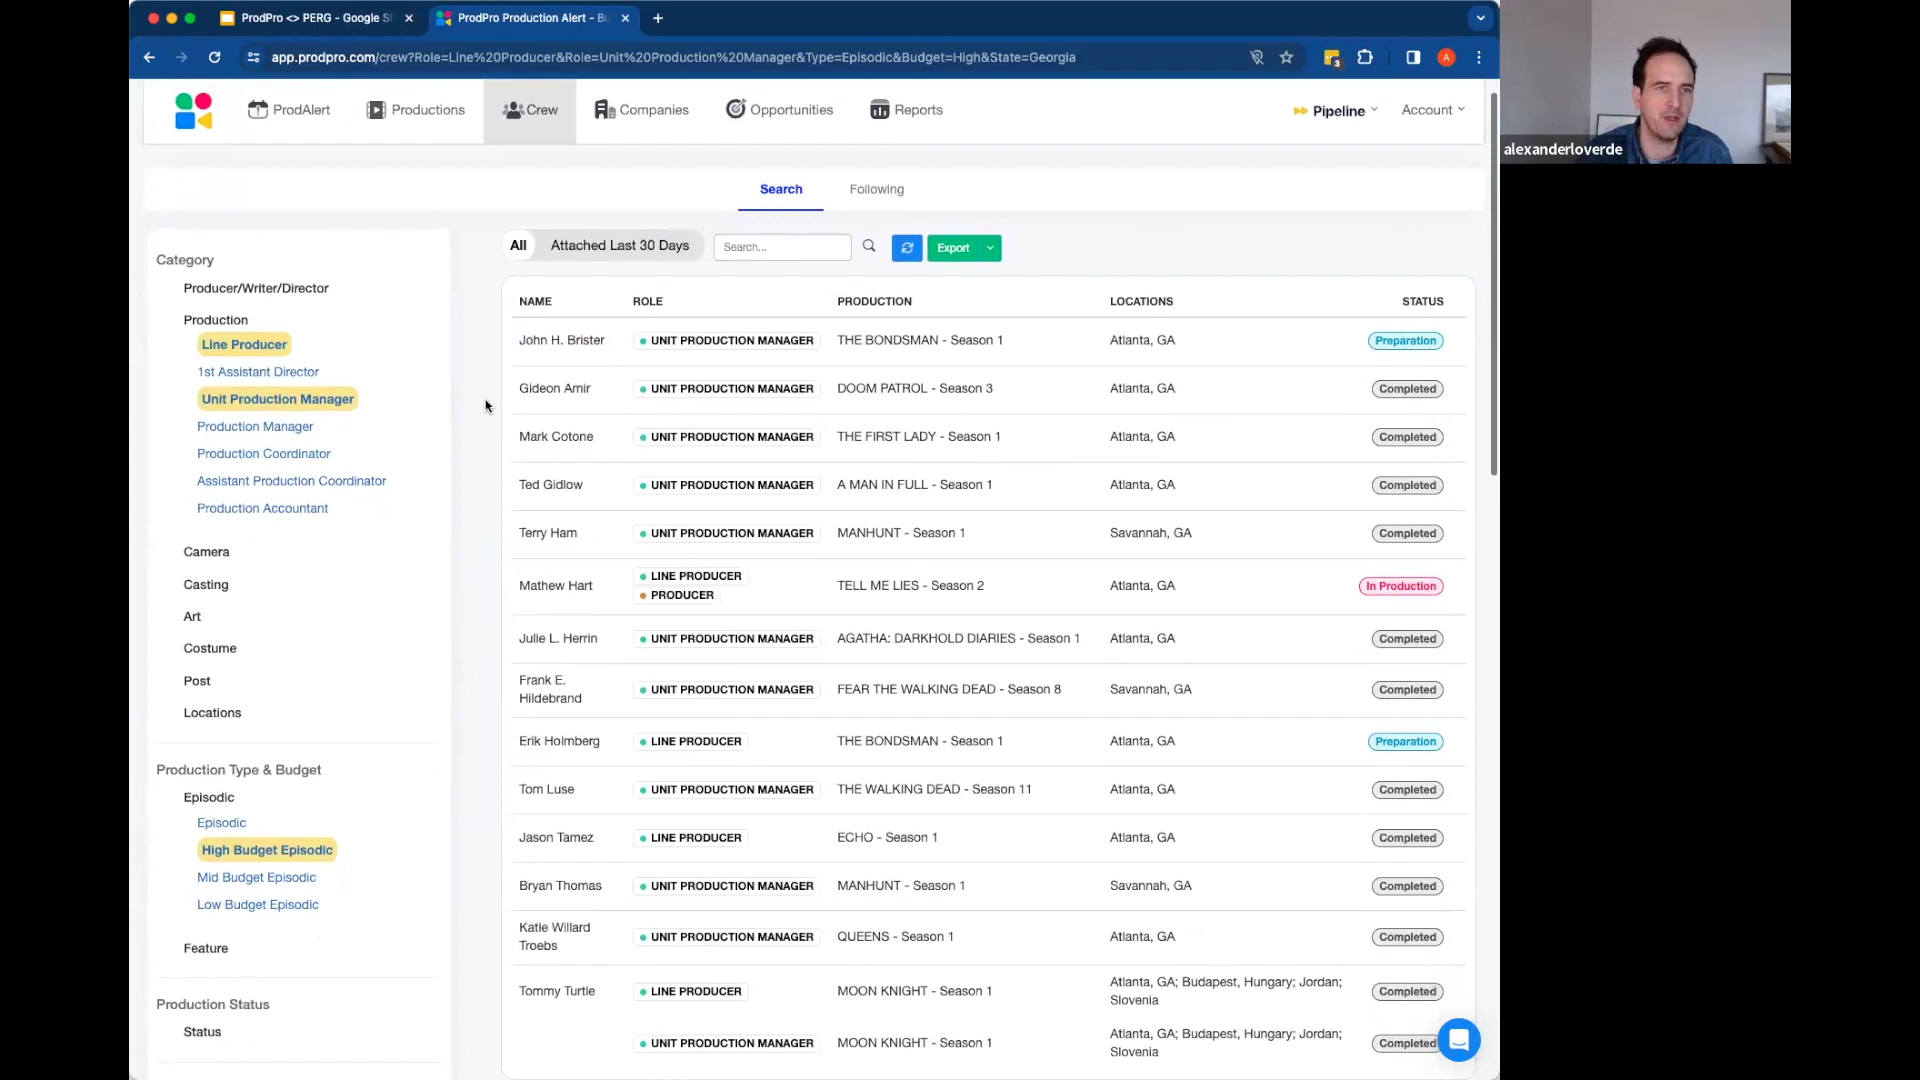 ProdPro <> PERG - Google Sl
ProdPro Production Alert - Bu
app.prodpro.com/crew?Role=Line%20Producer&Role=Unit%20Production%20Manager&Type=Episodic&Budget=High&State=Georgia
3
A
ProdAlert
Productions
Crew
Companies
Opportunities
Reports
Pipeline
Account
alexanderloverde
Search
Following
All
Attached Last 30 Days
Search...
Export
Category
Producer/Writer/Director
Production
Line Producer
1st Assistant Director
Unit Production Manager
Production Manager
Production Coordinator
Assistant Production Coordinator
Production Accountant
Camera
Casting
Art
Costume
Post
Locations
Production Type & Budget
Episodic
Episodic
High Budget Episodic
Mid Budget Episodic
Low Budget Episodic
Feature
Production Status
Status
NAME ROLE PRODUCTION LOCATIONS STATUS
John H. Brister UNIT PRODUCTION MANAGER THE BONDSMAN - Season 1 Atlanta, GA Preparation
Gideon Amir UNIT PRODUCTION MANAGER DOOM PATROL - Season 3 Atlanta, GA Completed
Mark Cotone UNIT PRODUCTION MANAGER THE FIRST LADY - Season 1 Atlanta, GA Completed
Ted Gidlow UNIT PRODUCTION MANAGER A MAN IN FULL - Season 1 Atlanta, GA Completed
Terry Ham UNIT PRODUCTION MANAGER MANHUNT - Season 1 Savannah, GA Completed
Mathew Hart LINE PRODUCER TELL ME LIES - Season 2 Atlanta, GA In Production
PRODUCER
Julie L. Herrin UNIT PRODUCTION MANAGER AGATHA: DARKHOLD DIARIES - Season 1 Atlanta, GA Completed
Frank E.
Hildebrand UNIT PRODUCTION MANAGER FEAR THE WALKING DEAD - Season 8 Savannah, GA Completed
Erik Holmberg LINE PRODUCER THE BONDSMAN - Season 1 Atlanta, GA Preparation
Tom Luse UNIT PRODUCTION MANAGER THE WALKING DEAD - Season 11 Atlanta, GA Completed
Jason Tamez LINE PRODUCER ECHO - Season 1 Atlanta, GA Completed
Bryan Thomas UNIT PRODUCTION MANAGER MANHUNT - Season 1 Savannah, GA Completed
Katie Willard
Troebs UNIT PRODUCTION MANAGER QUEENS - Season 1 Atlanta, GA Completed
Tommy Turtle LINE PRODUCER MOON KNIGHT - Season 1 Atlanta, GA; Budapest, Hungary; Jordan; Completed
Slovenia
UNIT PRODUCTION MANAGER MOON KNIGHT - Season 1 Atlanta, GA; Budapest, Hungary; Jordan; Completed
Slovenia